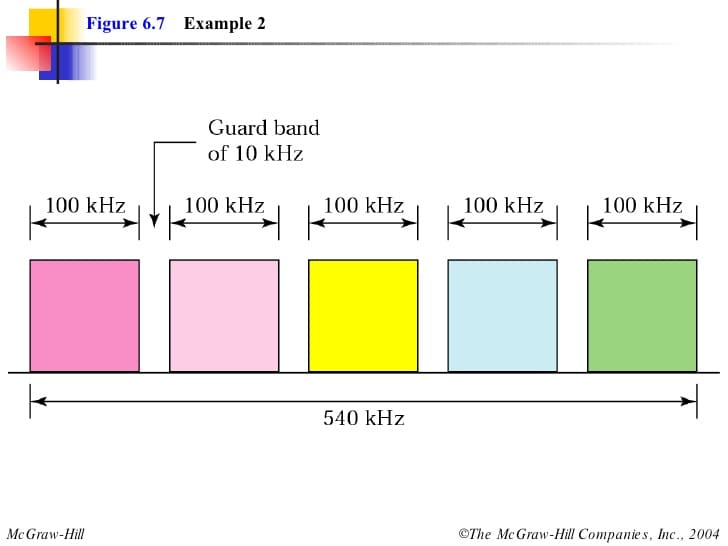 Figure 6.7 Example 2
Guard band
of 10 kHz
100 kHz 100 kHz 100 kHz 100 kHz 100 kHz
540 kHz
McGraw-Hill ©The McGraw-Hill Companies, Inc., 2004